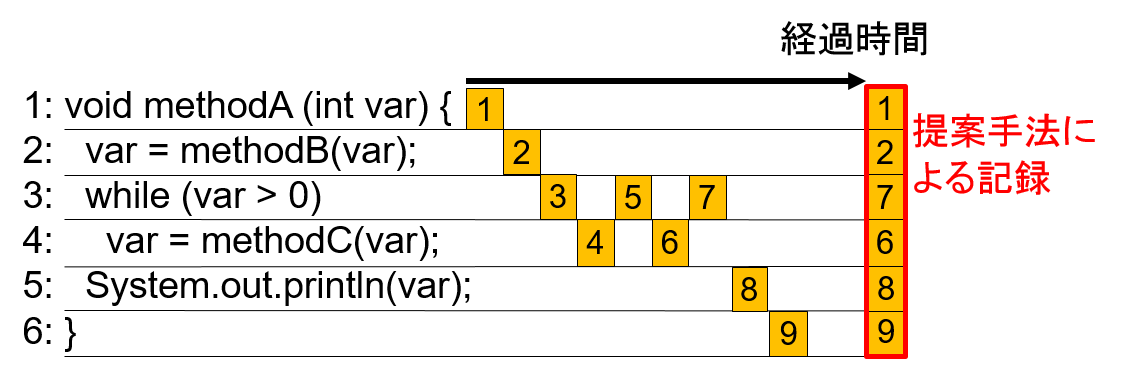 経過時間
1: void methodA (int var) { 1 1
2: var = methodB(var); 2 2
3: while (var > 0) 3 5 7 7
4: var = methodC(var); 4 6 6
5: System.out.println(var); 8 8
6: } 9 9
提案手法に
よる記録